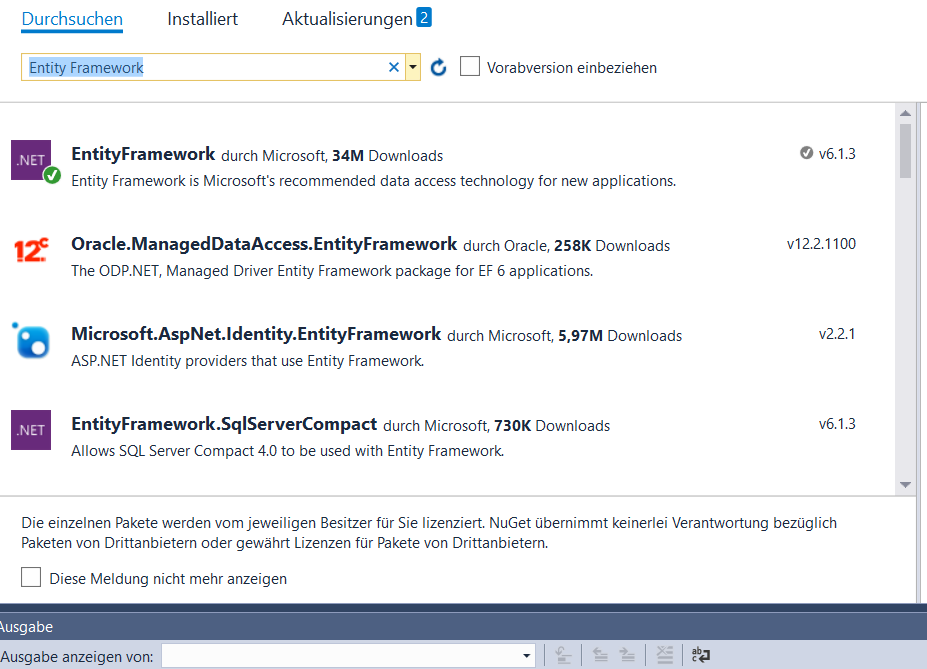 Durchsuchen Installiert Aktualisierungen 2
Entity Framework Vorabversion einbeziehen
.NET EntityFramework durch Microsoft, 34M Downloads v6.1.3
Entity Framework is Microsoft's recommended data access technology for new applications.
12c Oracle.ManagedDataAccess.EntityFramework durch Oracle, 258K Downloads v12.2.1100
The ODP.NET, Managed Driver Entity Framework package for EF 6 applications.
Microsoft.AspNet.Identity.EntityFramework durch Microsoft, 5,97M Downloads v2.2.1
ASP.NET Identity providers that use Entity Framework.
.NET EntityFramework.SqlServerCompact durch Microsoft, 730K Downloads v6.1.3
Allows SQL Server Compact 4.0 to be used with Entity Framework.
Die einzelnen Pakete werden vom jeweiligen Besitzer für Sie lizenziert. NuGet übernimmt keinerlei Verantwortung bezüglich
Paketen von Drittanbietern oder gewährt Lizenzen für Pakete von Drittanbietern.
Diese Meldung nicht mehr anzeigen
Ausgabe
Ausgabe anzeigen von: